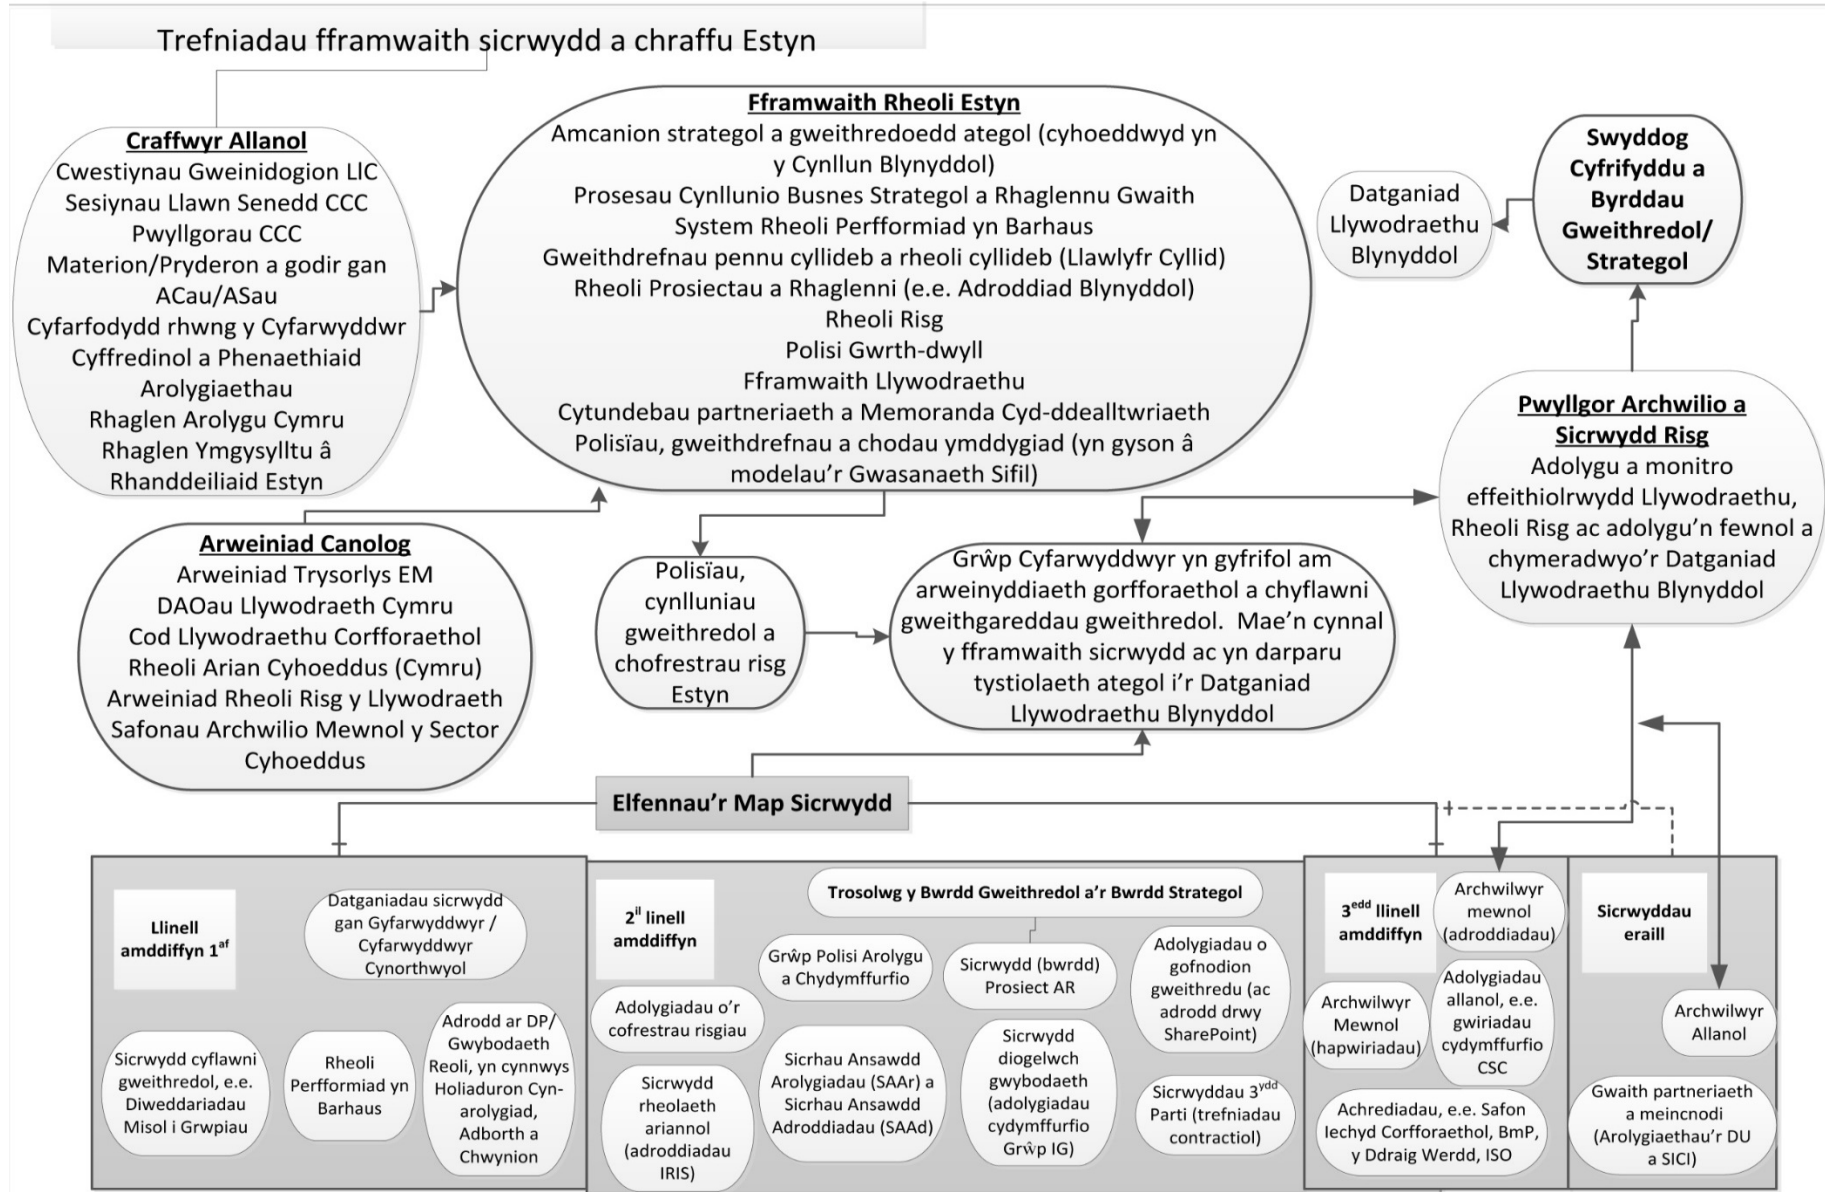 Trefniadau fframwaith sicrwydd a chraffu Estyn
Craffwyr Allanol
Cwestiynau Gweinidogion LlC
Sesiynau Llawn Senedd CCC
Pwyllgorau CCC
Materion/Pryderon a godir gan
ACau/ASau
Cyfarfodydd rhwng y Cyfarwyddwr
Cyffredinol a Phenaethiaid
Arolygiaethau
Rhaglen Arolygu Cymru
Rhaglen Ymgysylltu â
Rhanddeiliaid Estyn
Fframwaith Rheoli Estyn
Amcanion strategol a gweithredoedd ategol (cyhoeddwyd yn
y Cynllun Blynyddol)
Prosesau Cynllunio Busnes Strategol a Rhaglennu Gwaith
System Rheoli Perfformiad yn Barhaus
Gweithdrefnau pennu cyllideb a rheoli cyllideb (Llawlyfr Cyllid)
Rheoli Prosiectau a Rhaglenni (e.e. Adroddiad Blynyddol)
Rheoli Risg
Polisi Gwrth-dwyll
Fframwaith Llywodraethu
Cytundebau partneriaeth a Memoranda Cyd-ddealltwriaeth
Polisïau, gweithdrefnau a chodau ymddygiad (yn gyson â
modelau'r Gwasanaeth Sifil)
Datganiad
Llywodraethu
Blynyddol
Swyddog
Cyfrifyddu a
Byrddau
Gweithredol/
Strategol
Pwyllgor Archwilio a
Sicrwydd Risg
Adolygu a monitro
effeithiolrwydd Llywodraethu,
Rheoli Risg ac adolygu'n fewnol a
chymeradwyo'r Datganiad
Llywodraethu Blynyddol
Arweiniad Canolog
Arweiniad Trysorlys EM
DAOau Llywodraeth Cymru
Cod Llywodraethu Corfforaethol
Rheoli Arian Cyhoeddus (Cymru)
Arweiniad Rheoli Risg y Llywodraeth
Safonau Archwilio Mewnol y Sector
Cyhoeddus
Polisïau,
cynlluniau
gweithredol a
chofrestrau risg
Estyn
Grŵp Cyfarwyddwyr yn gyfrifol am
arweinyddiaeth gorfforaethol a chyflawni
gweithgareddau gweithredol. Mae'n cynnal
y fframwaith sicrwydd ac yn darparu
tystiolaeth ategol i'r Datganiad
Llywodraethu Blynyddol
Elfennau'r Map Sicrwydd
Llinell
amddiffyn 1af
Datganiadau sicrwydd
gan Gyfarwyddwyr /
Cyfarwyddwyr
Cynorthwyol
Sicrwydd cyflawni
gweithredol, e.e.
Diweddariadau
Misol i Grwpiau
Rheoli
Perfformiad yn
Barhaus
Adrodd ar DP/
Gwybodaeth
Reoli, yn cynnwys
Holiaduron Cyn-
arolygiad,
Adborth a
Chwynion
2il linell
amddiffyn
Trosolwg y Bwrdd Gweithredol a'r Bwrdd Strategol
Grŵp Polisi Arolygu
a Chydymffurfio
Sicrwydd (bwrdd)
Prosiect AR
Adolygiadau o
gofnodion
gweithredu (ac
adrodd drwy
SharePoint)
Adolygiadau o'r
cofrestrau risgiau
Sicrwydd
rheolaeth
ariannol
(adroddiadau
IRIS)
Sicrhau Ansawdd
Arolygiadau (SAAr) a
Sicrhau Ansawdd
Adroddiadau (SAAd)
Sicrwydd
diogelwch
gwybodaeth
(adolygiadau
cydymffurfio
Grŵp IG)
Sicrwyddau 3ydd
Parti (trefniadau
contractiol)
3edd llinell
amddiffyn
Archwilwyr
mewnol
(adroddiadau)
Archwilwyr
Mewnol
(hapwiriadau)
Adolygiadau
allanol, e.e.
gwiriadau
cydymffurfio
CSC
Achrediadau, e.e. Safon
Iechyd Corfforaethol, BmP,
y Ddraig Werdd, ISO
Sicrwyddau
eraill
Archwilwyr
Allanol
Gwaith partneriaeth
a meincnodi
(Arolygiaethau'r DU
a SICI)